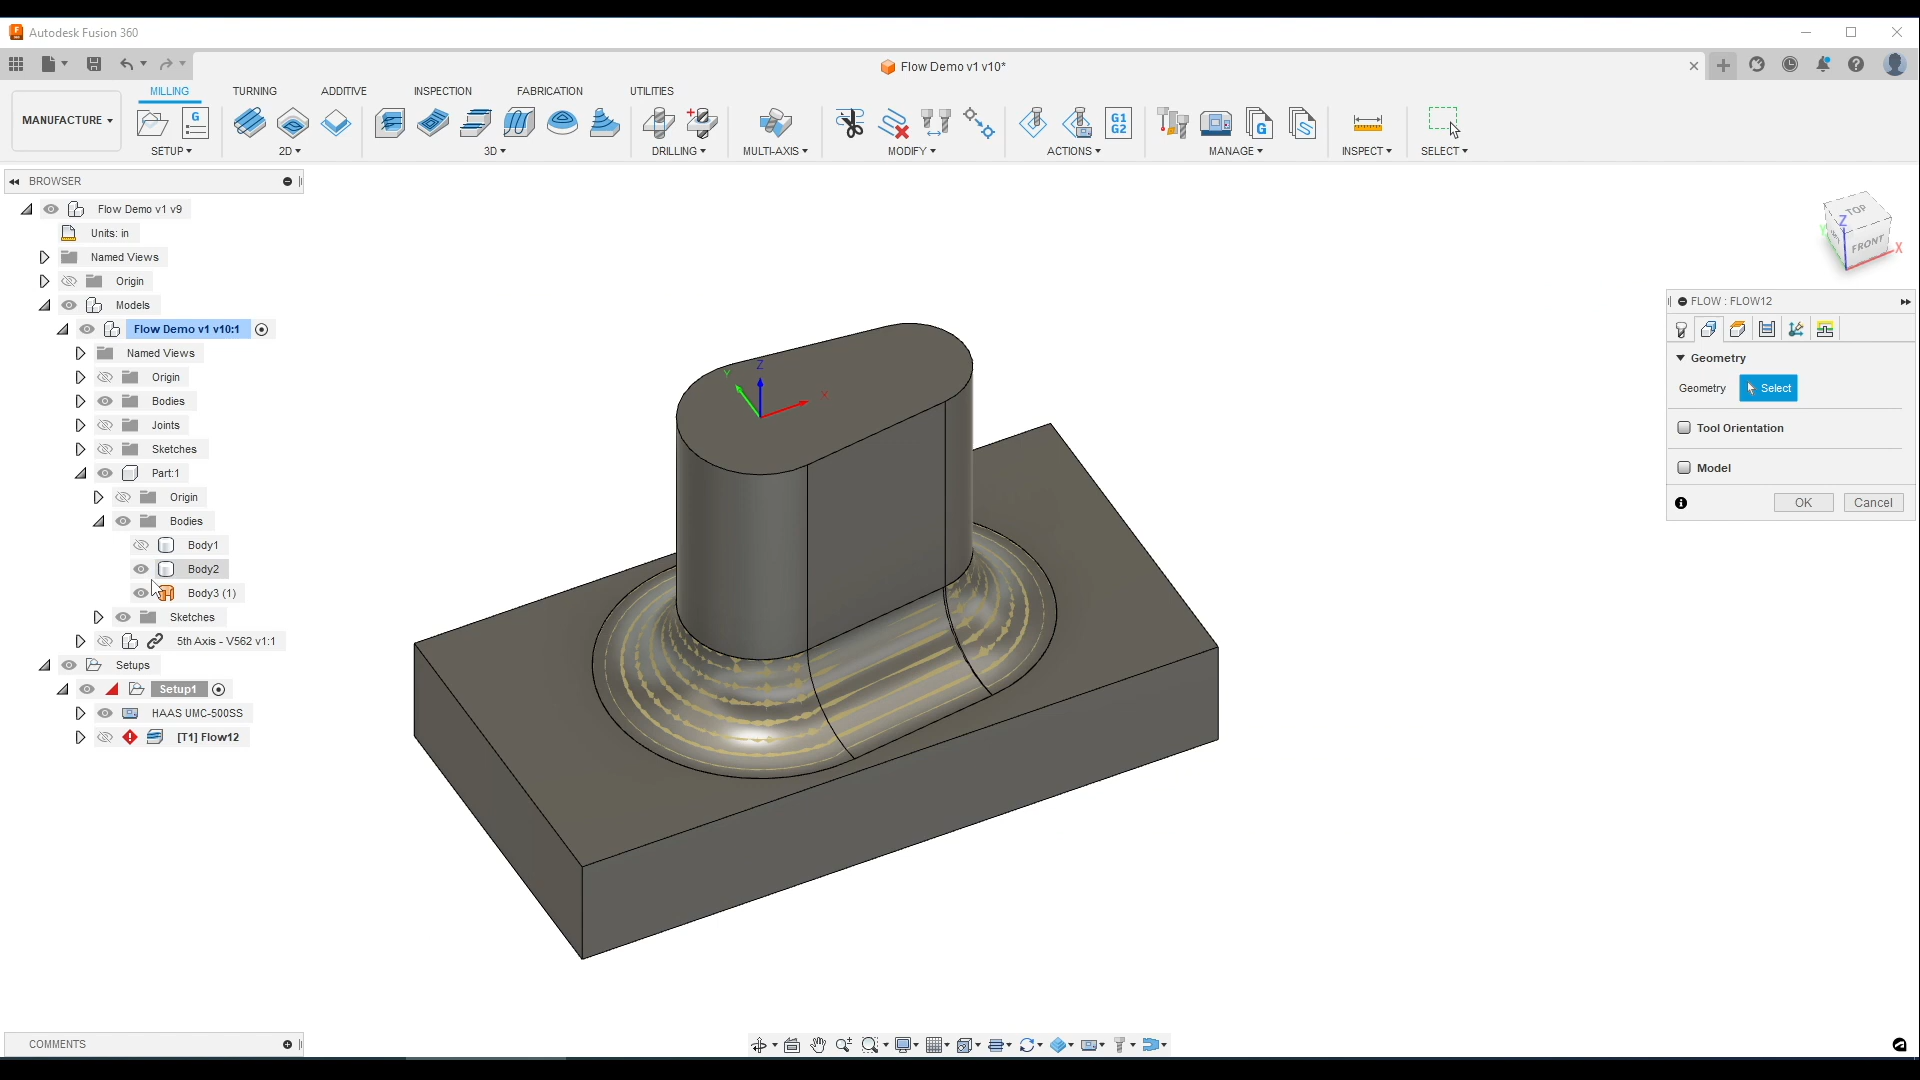 Autodesk Fusion 360
Flow Demo v1 v10*
MILLING TURNING ADDITIVE INSPECTION FABRICATION UTILITIES
MANUFACTURE
G
G1
G2
G
SETUP 2D 3D DRILLING MULTI-AXIS MODIFY ACTIONS MANAGE INSPECT SELECT
BROWSER
Flow Demo v1 v9
Units: in
Named Views
Origin
Models
Flow Demo v1 v10:1
Named Views
Origin
Bodies
Joints
Sketches
Part:1
Origin
Bodies
Body1
Body2
Body3 (1)
Sketches
5th Axis - V562 v1:1
Setups
Setup1
HAAS UMC-500SS
[T1] Flow12
Z
Y
X
TOP
Z
FRONT
X
FLOW : FLOW12
Geometry
Geometry Select
Tool Orientation
Model
OK Cancel
COMMENTS